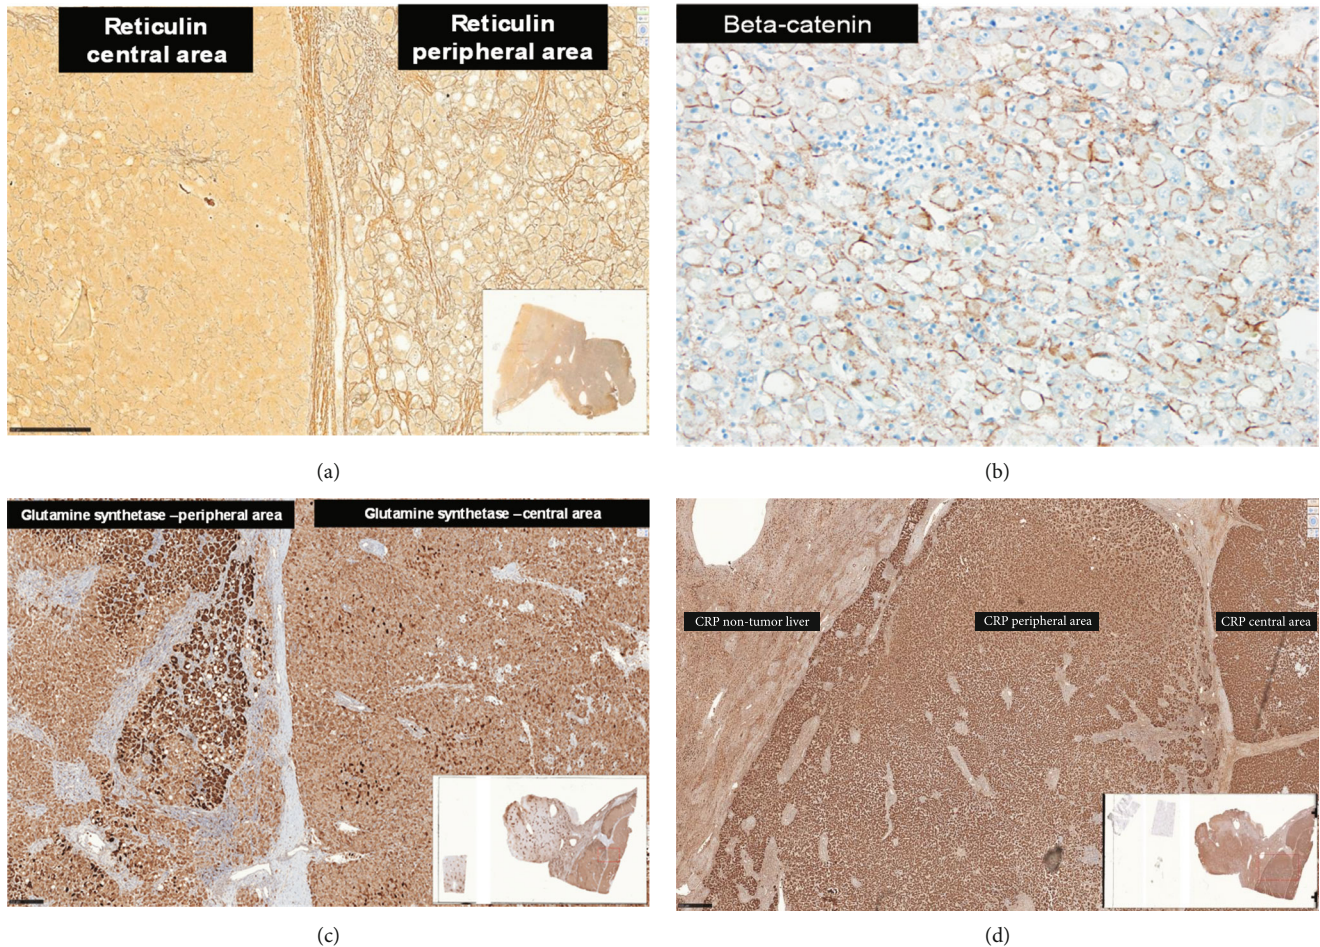 Reticulin
central area
Reticulin
peripheral area
(a)
Beta-catenin
(b)
Glutamine synthetase –peripheral area
Glutamine synthetase –central area
(c)
CRP non-tumor liver
CRP peripheral area
CRP central area
(d)